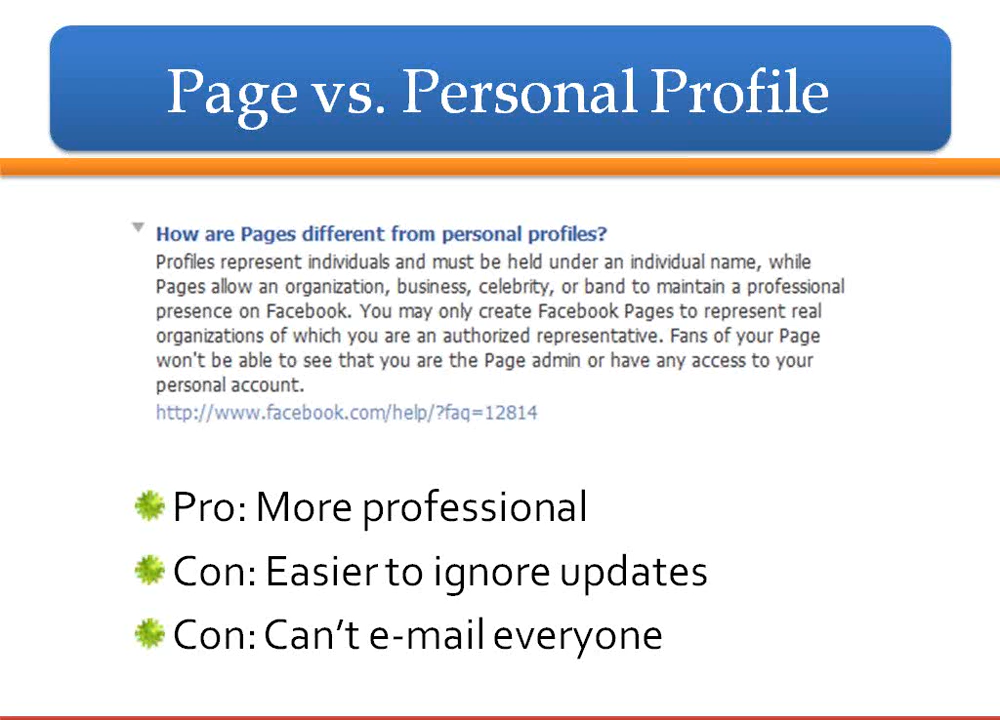 Page vs. Personal Profile
How are Pages different from personal profiles?
Profiles represent individuals and must be held under an individual name, while
Pages allow an organization, business, celebrity, or band to maintain a professional
presence on Facebook. You may only create Facebook Pages to represent real
organizations of which you are an authorized representative. Fans of your Page
won't be able to see that you are the Page admin or have any access to your
personal account.
http://www.facebook.com/help/?faq=12814
Pro: More professional
Con: Easier to ignore updates
Con: Can’t e-mail everyone